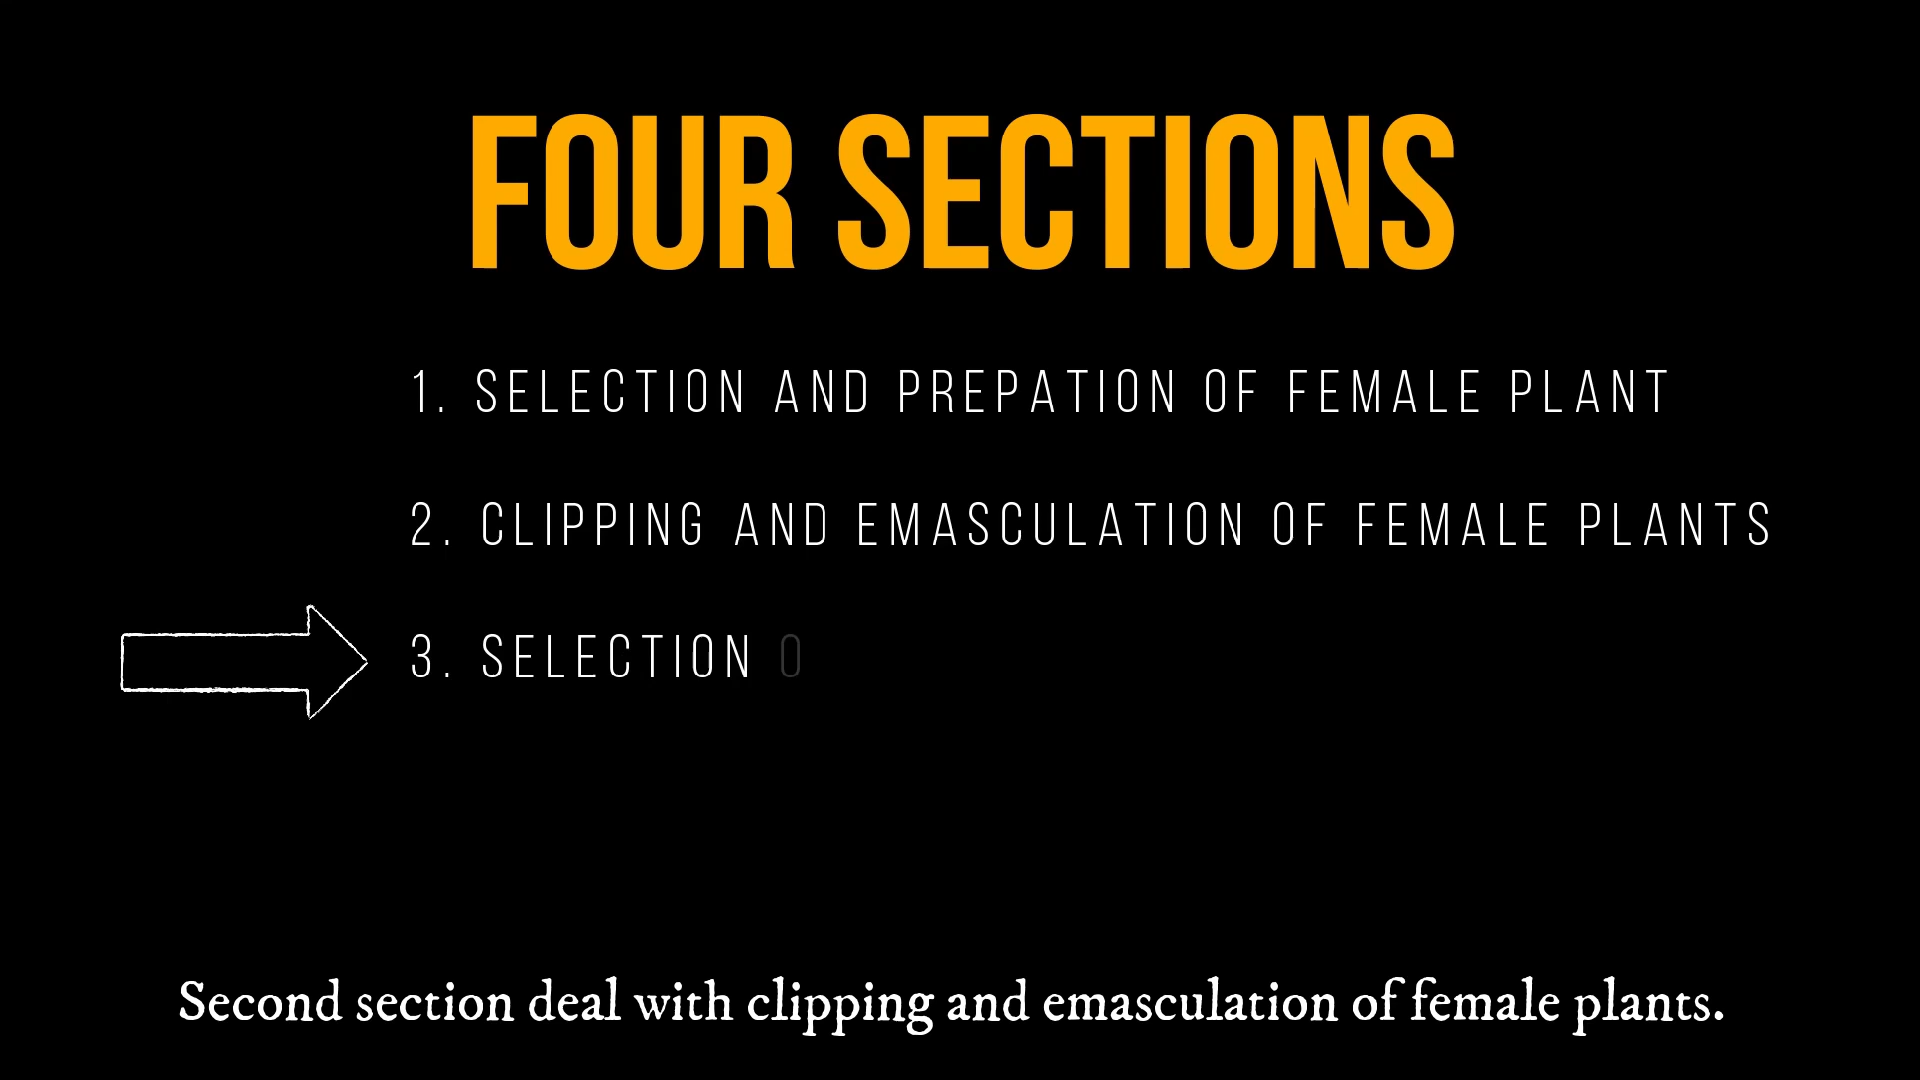 FOUR SECTIONS
1. SELECTION AND PREPATION OF FEMALE PLANT
2. CLIPPING AND EMASCULATION OF FEMALE PLANTS
3. SELECTION O
Second section deal with clipping and emasculation of female plants.